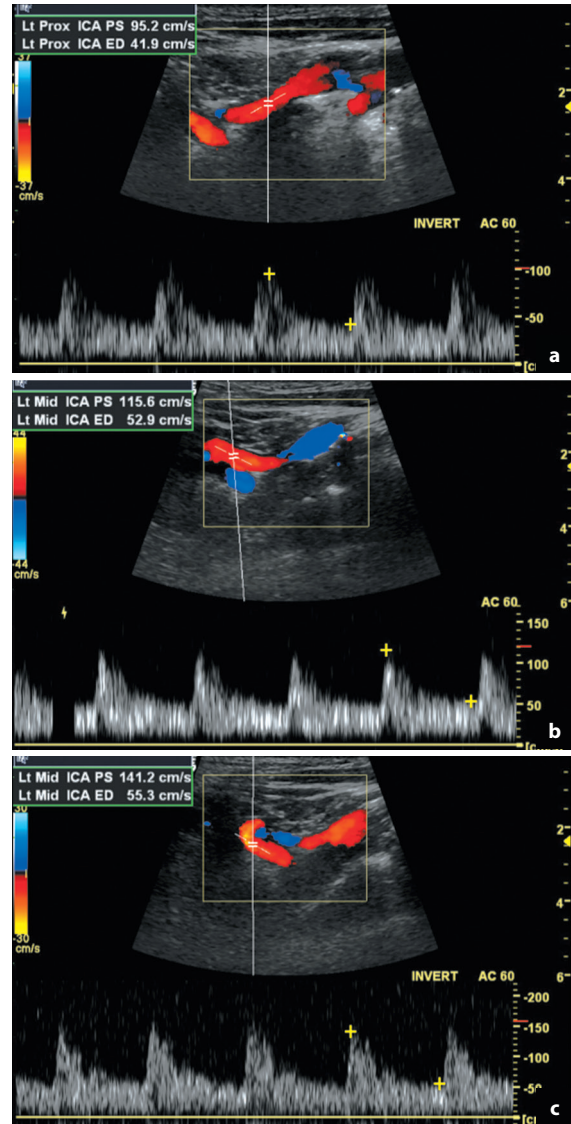 Lt Prox ICA PS 95.2 cm/s
Lt Prox ICA ED 41.9 cm/s
37
-37
cm/s
2
4
INVERT AC 60
-100
-50
a
Lt Mid ICA PS 115.6 cm/s
Lt Mid ICA ED 52.9 cm/s
44
-44
cm/s
2
4
6
AC 60
150
100
50
b
Lt Mid ICA PS 141.2 cm/s
Lt Mid ICA ED 55.3 cm/s
30
-30
cm/s
2
4
6
INVERT AC 60
-200
-150
-100
-50
c